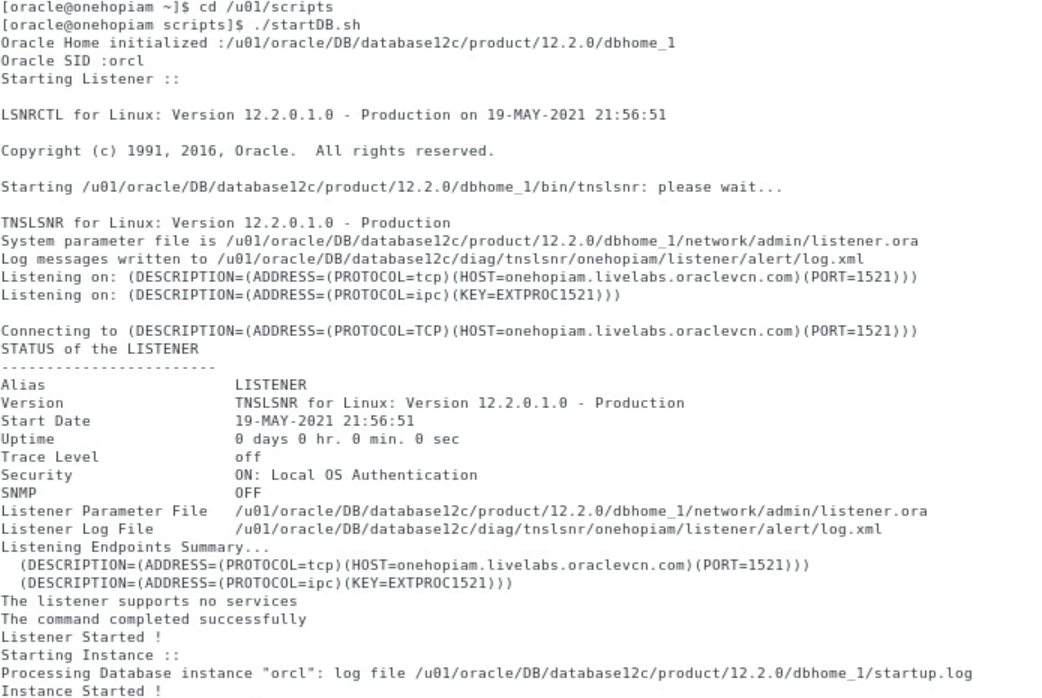 [oracle@onehopiam ~]$ cd /u01/scripts
[oracle@onehopiam scripts]$ ./startDB.sh
Oracle Home initialized :/u01/oracle/DB/database12c/product/12.2.0/dbhome_1
Oracle SID :orcl
Starting Listener ::

LSNRCTL for Linux: Version 12.2.0.1.0 - Production on 19-MAY-2021 21:56:51

Copyright (c) 1991, 2016, Oracle.  All rights reserved.

Starting /u01/oracle/DB/database12c/product/12.2.0/dbhome_1/bin/tnslsnr: please wait...

TNSLSNR for Linux: Version 12.2.0.1.0 - Production
System parameter file is /u01/oracle/DB/database12c/product/12.2.0/dbhome_1/network/admin/listener.ora
Log messages written to /u01/oracle/DB/database12c/diag/tnslsnr/onehopiam/listener/alert/log.xml
Listening on: (DESCRIPTION=(ADDRESS=(PROTOCOL=tcp)(HOST=onehopiam.livelabs.oraclevcn.com)(PORT=1521)))
Listening on: (DESCRIPTION=(ADDRESS=(PROTOCOL=ipc)(KEY=EXTPROC1521)))

Connecting to (DESCRIPTION=(ADDRESS=(PROTOCOL=TCP)(HOST=onehopiam.livelabs.oraclevcn.com)(PORT=1521)))
STATUS of the LISTENER
------------------------
Alias                     LISTENER
Version                   TNSLSNR for Linux: Version 12.2.0.1.0 - Production
Start Date                19-MAY-2021 21:56:51
Uptime                    0 days 0 hr. 0 min. 0 sec
Trace Level               off
Security                  ON: Local OS Authentication
SNMP                      OFF
Listener Parameter File   /u01/oracle/DB/database12c/product/12.2.0/dbhome_1/network/admin/listener.ora
Listener Log File         /u01/oracle/DB/database12c/diag/tnslsnr/onehopiam/listener/alert/log.xml
Listening Endpoints Summary...
  (DESCRIPTION=(ADDRESS=(PROTOCOL=tcp)(HOST=onehopiam.livelabs.oraclevcn.com)(PORT=1521)))
  (DESCRIPTION=(ADDRESS=(PROTOCOL=ipc)(KEY=EXTPROC1521)))
The listener supports no services
The command completed successfully
Listener Started !
Starting Instance ::
Processing Database instance "orcl": log file /u01/oracle/DB/database12c/product/12.2.0/dbhome_1/startup.log
Instance Started !